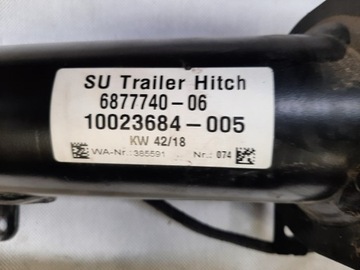 SU Trailer Hitch
6877740-06
10023684-005
KW 42/18
WA-Nr.: 385591 Nr.: 074